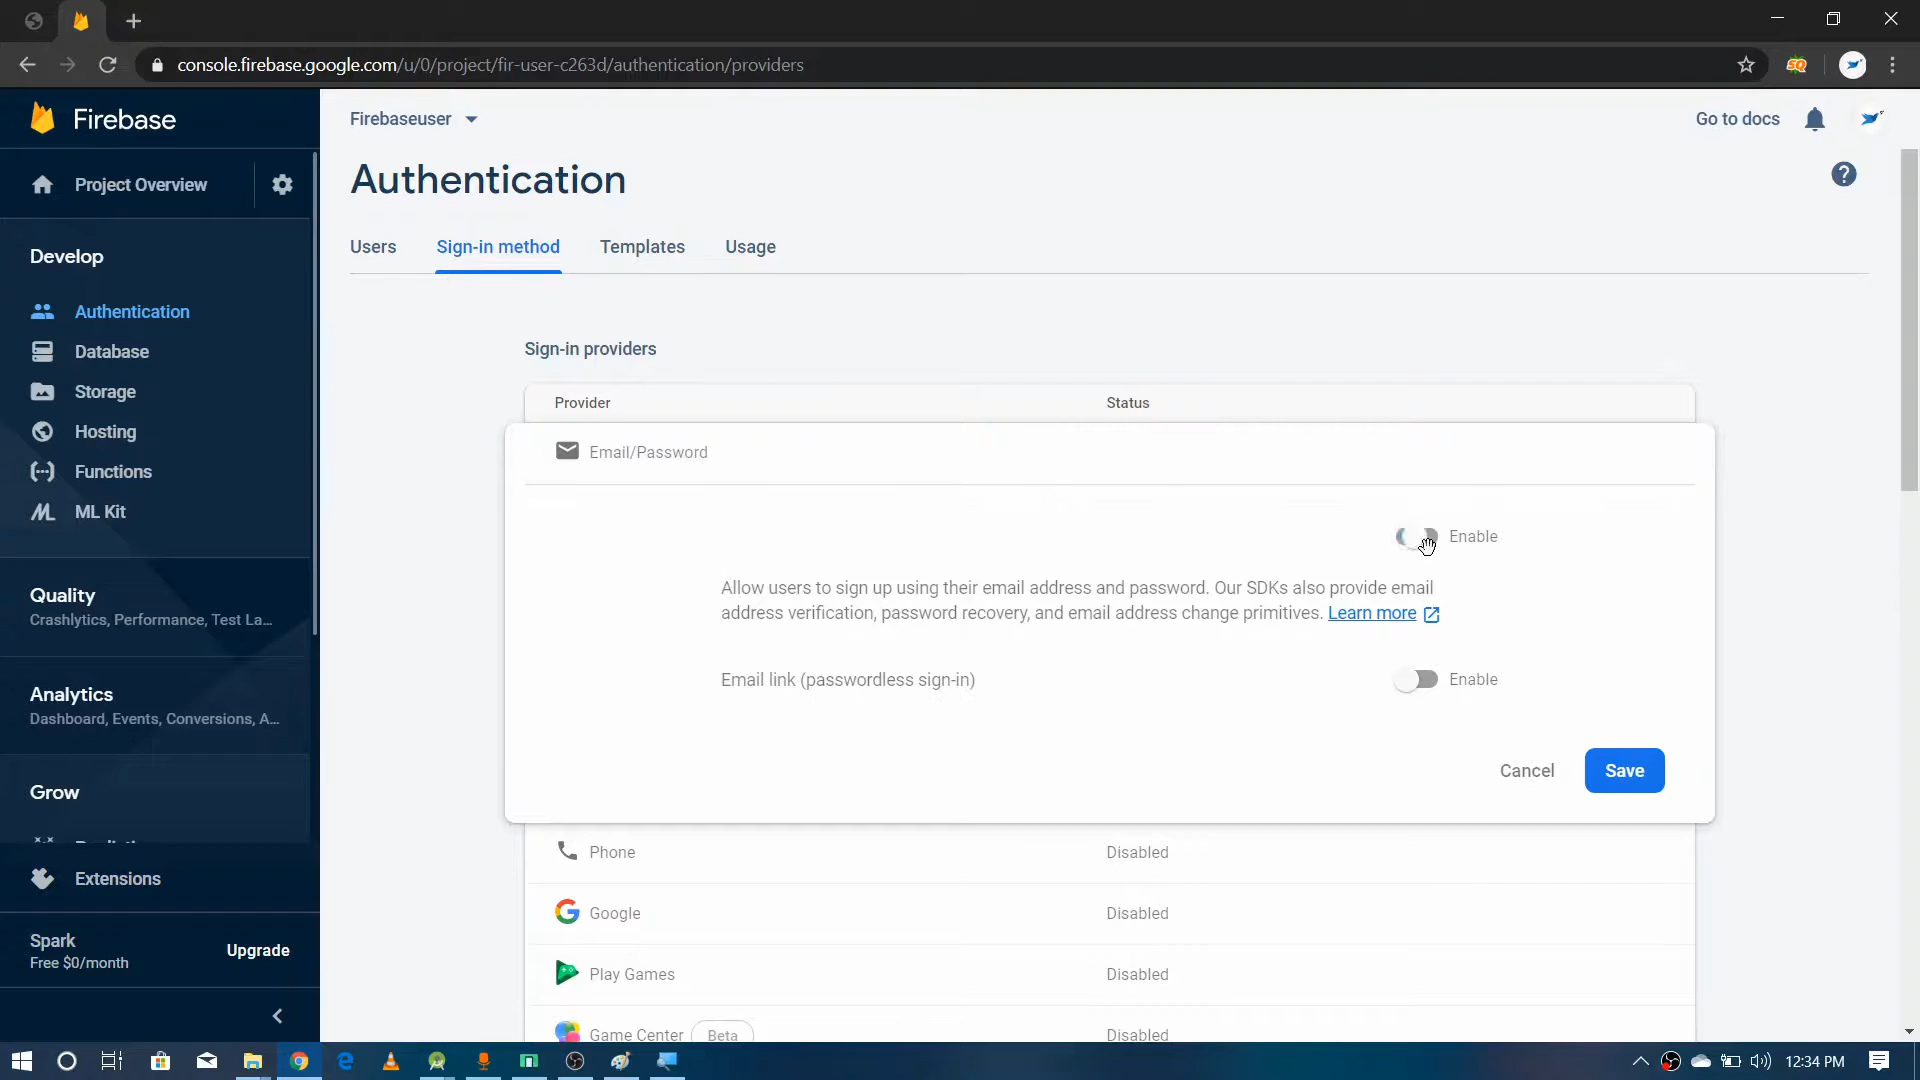 console.firebase.google.com/u/0/project/fir-user-c263d/authentication/providers
Firebase
Firebaseuser
Go to docs
Project Overview
Authentication
Users
Sign-in method
Templates
Usage
Develop
Authentication
Database
Storage
Hosting
Functions
ML Kit
Quality
Crashlytics, Performance, Test La...
Analytics
Dashboard, Events, Conversions, A...
Grow
Extensions
Spark
Free $0/month
Upgrade
Sign-in providers
Provider
Status
Email/Password
Enable
Allow users to sign up using their email address and password. Our SDKs also provide email
address verification, password recovery, and email address change primitives. Learn more
Email link (passwordless sign-in)
Enable
Cancel
Save
Phone
Disabled
Google
Disabled
Play Games
Disabled
Game Center
Beta
Disabled
12:34 PM